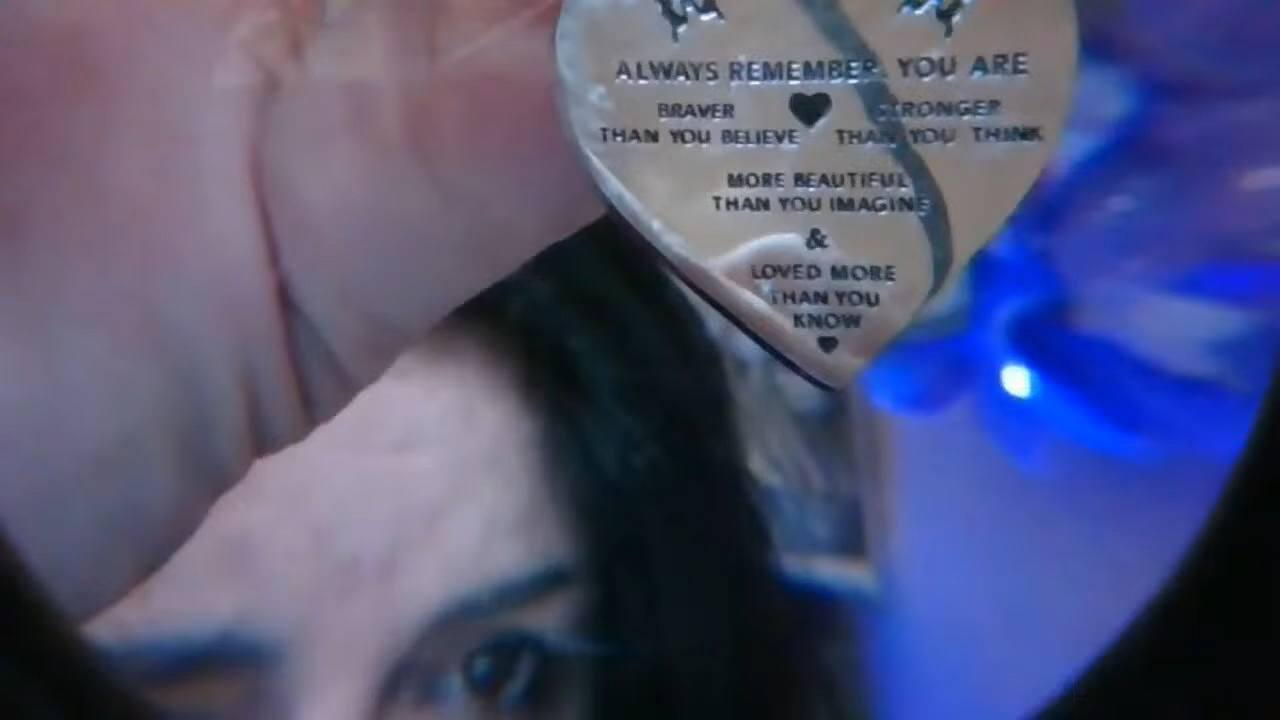 ALWAYS REMEMBER YOU ARE
BRAVER STRONGER
THAN YOU BELIEVE THAN YOU THINK
MORE BEAUTIFUL
THAN YOU IMAGINE
&
LOVED MORE
THAN YOU
KNOW